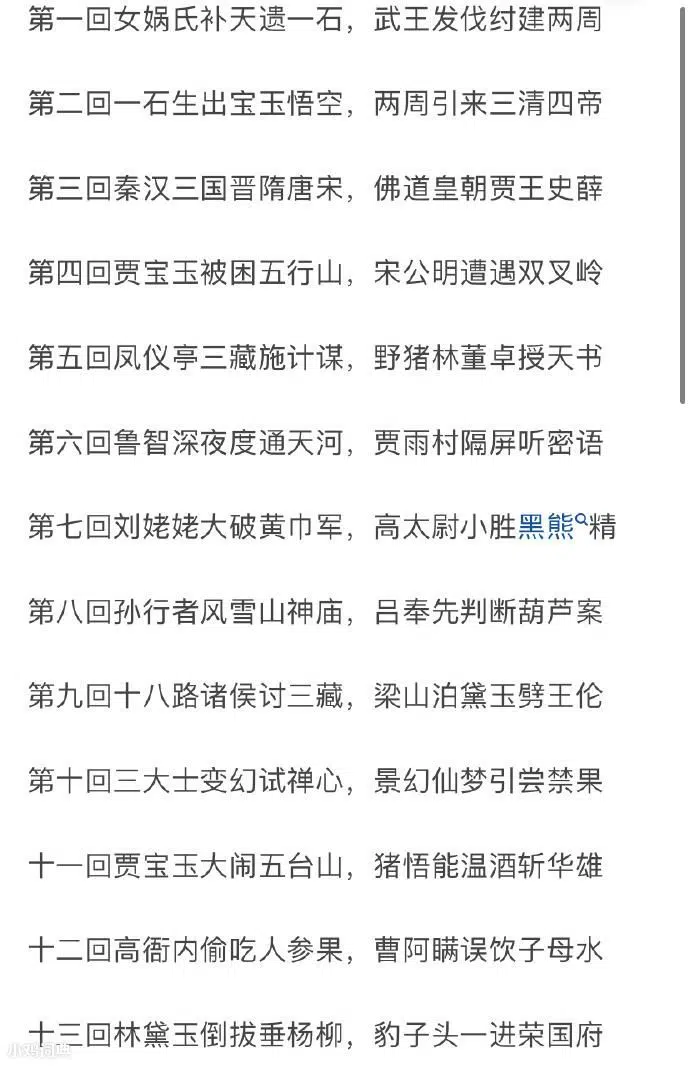 第一回女娲氏补天遗一石，武王发伐纣建两周
第二回一石生出宝玉悟空，两周引来三清四帝
第三回秦汉三国晋隋唐宋，佛道皇朝贾王史薛
第四回贾宝玉被困五行山，宋公明遭遇双叉岭
第五回凤仪亭三藏施计谋，野猪林董卓授天书
第六回鲁智深夜度通天河，贾雨村隔屏听密语
第七回刘姥姥大破黄巾军，高太尉小胜黑熊精
第八回孙行者风雪山神庙，吕奉先判断葫芦案
第九回十八路诸侯讨三藏，梁山泊黛玉劈王伦
第十回三大士变幻试禅心，景幻仙梦引尝禁果
十一回贾宝玉大闹五台山，猪悟能温酒斩华雄
十二回高衙内偷吃人参果，曹阿瞒误饮子母水
十三回林黛玉倒拔垂杨柳，豹子头一进荣国府
小鸡词典